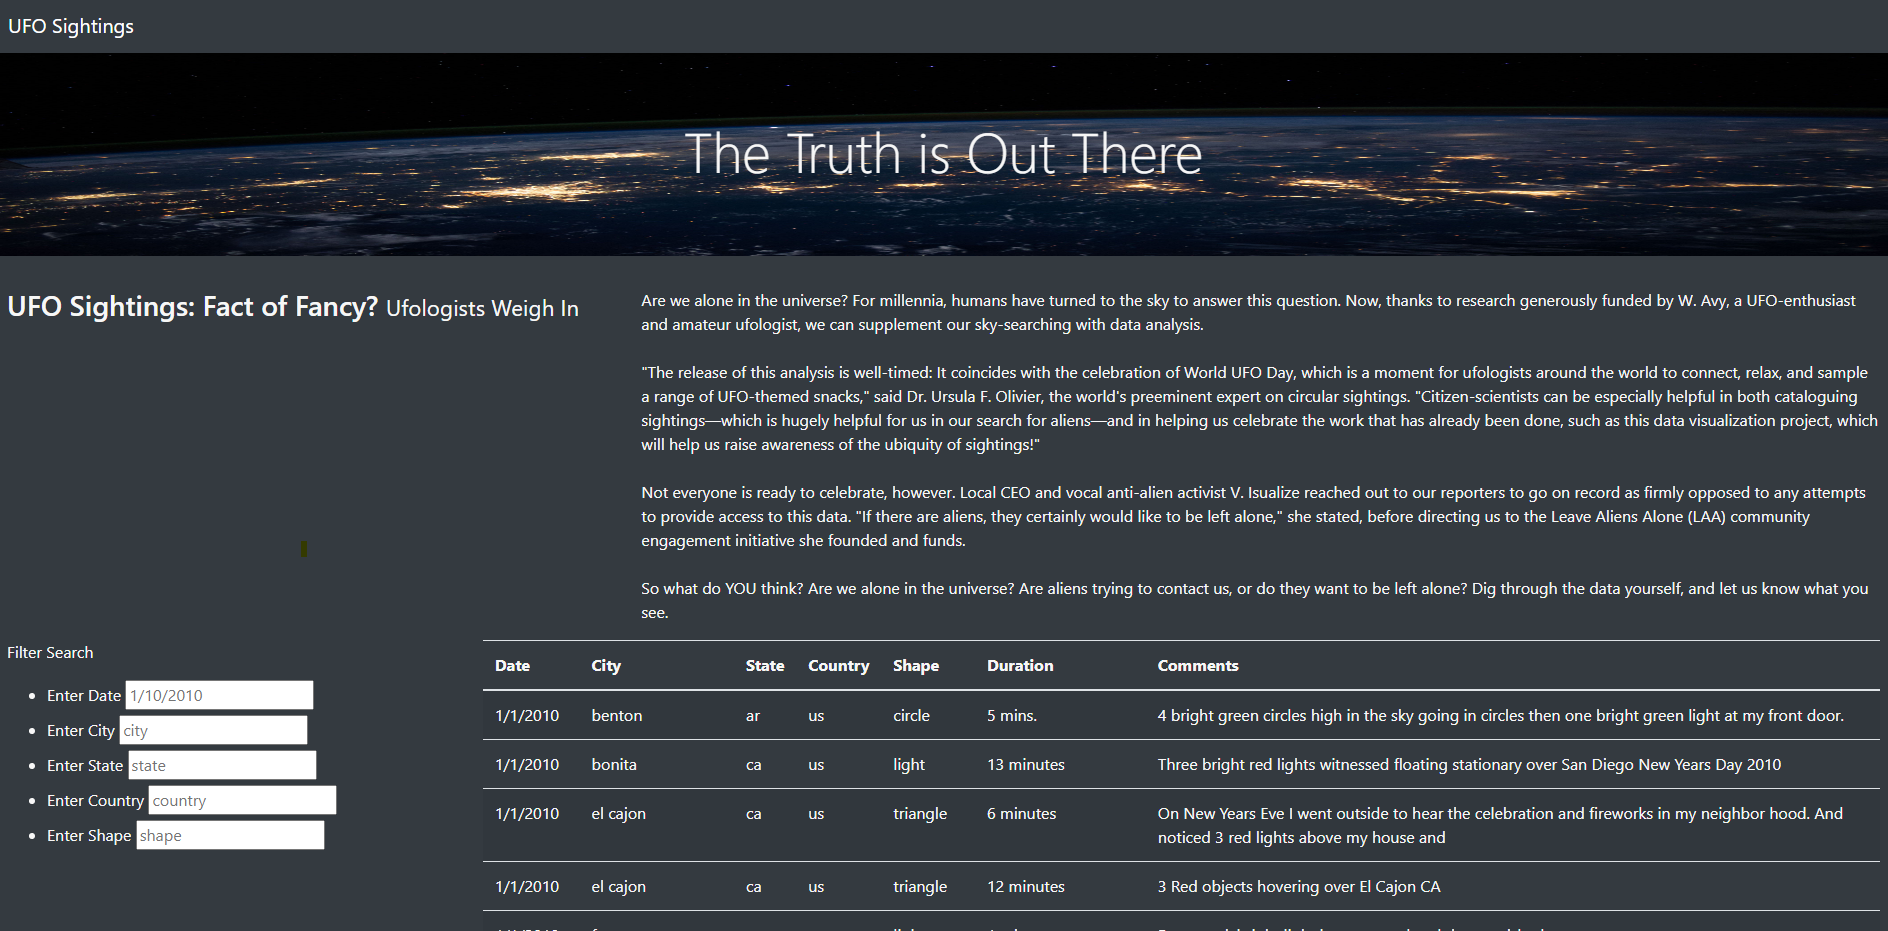 UFO Sightings
The Truth is Out There
UFO Sightings: Fact of Fancy? Ufologists Weigh In
Are we alone in the universe? For millennia, humans have turned to the sky to answer this question. Now, thanks to research generously funded by W. Avy, a UFO-enthusiast
and amateur ufologist, we can supplement our sky-searching with data analysis.
"The release of this analysis is well-timed: It coincides with the celebration of World UFO Day, which is a moment for ufologists around the world to connect, relax, and sample
a range of UFO-themed snacks," said Dr. Ursula F. Olivier, the world's preeminent expert on circular sightings. "Citizen-scientists can be especially helpful in both cataloguing
sightings—which is hugely helpful for us in our search for aliens—and in helping us celebrate the work that has already been done, such as this data visualization project, which
will help us raise awareness of the ubiquity of sightings!"
Not everyone is ready to celebrate, however. Local CEO and vocal anti-alien activist V. Isualize reached out to our reporters to go on record as firmly opposed to any attempts
to provide access to this data. "If there are aliens, they certainly would like to be left alone," she stated, before directing us to the Leave Aliens Alone (LAA) community
engagement initiative she founded and funds.
So what do YOU think? Are we alone in the universe? Are aliens trying to contact us, or do they want to be left alone? Dig through the data yourself, and let us know what you
see.
Filter Search
Enter Date 1/10/2010
Enter City city
Enter State state
Enter Country country
Enter Shape shape
Date City State Country Shape Duration Comments
1/1/2010 benton ar us circle 5 mins. 4 bright green circles high in the sky going in circles then one bright green light at my front door.
1/1/2010 bonita ca us light 13 minutes Three bright red lights witnessed floating stationary over San Diego New Years Day 2010
1/1/2010 el cajon ca us triangle 6 minutes On New Years Eve I went outside to hear the celebration and fireworks in my neighbor hood. And
noticed 3 red lights above my house and
1/1/2010 el cajon ca us triangle 12 minutes 3 Red objects hovering over El Cajon CA